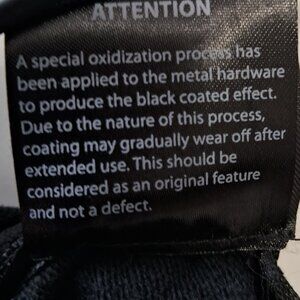 ATTENTION
A special oxidization process has
been applied to the metal hardware
to produce the black coated effect.
Due to the nature of this process,
coating may gradually wear off after
extended use. This should be
considered as an original feature
and not a defect.